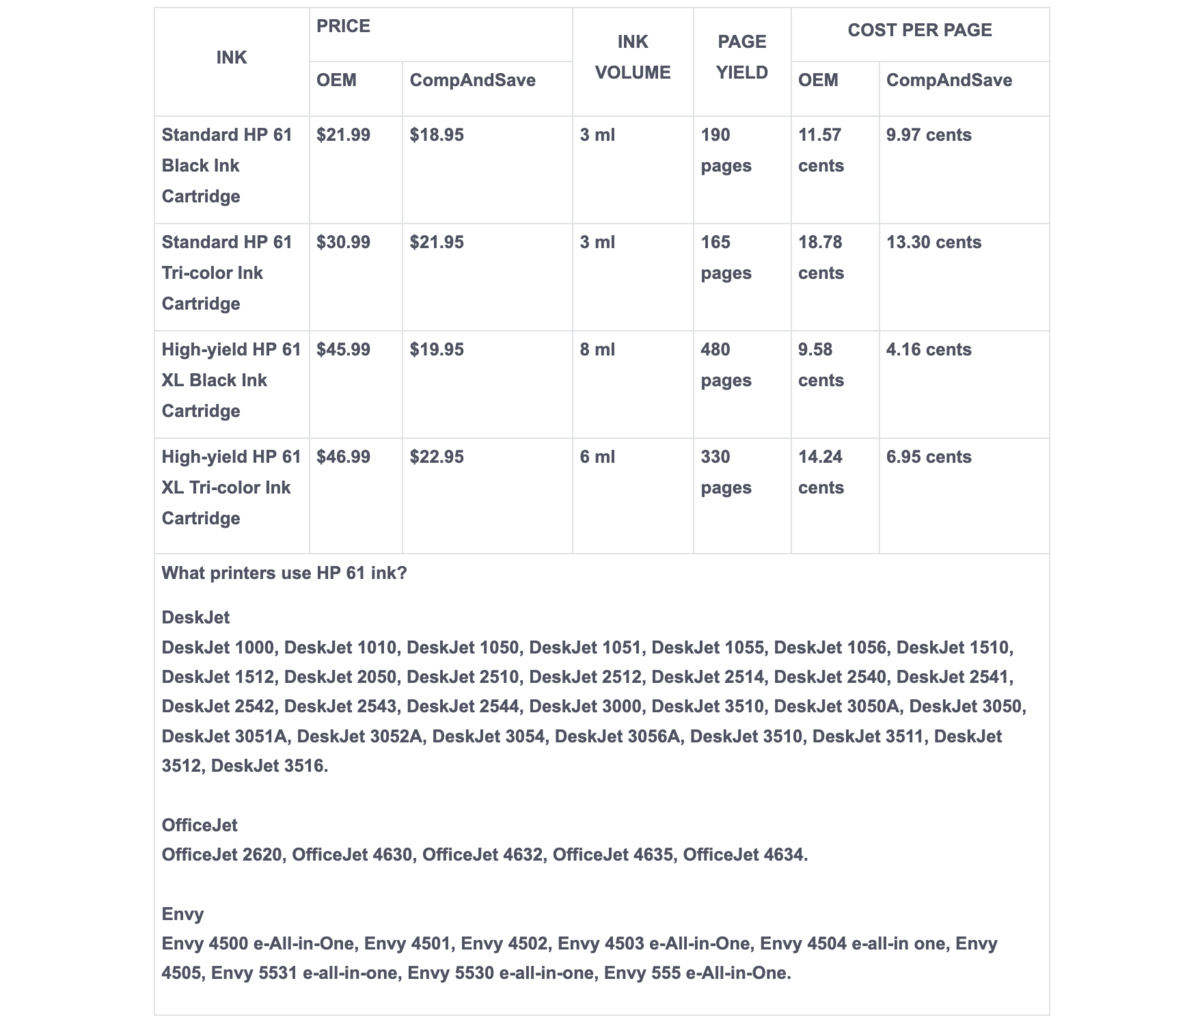 INK
PRICE
INK
VOLUME
PAGE
YIELD
COST PER PAGE
OEM
CompAndSave
OEM
CompAndSave
Standard HP 61
Black Ink
Cartridge
$21.99
$18.95
3 ml
190
pages
11.57
cents
9.97 cents
Standard HP 61
Tri-color Ink
Cartridge
$30.99
$21.95
3 ml
165
pages
18.78
cents
13.30 cents
High-yield HP 61
XL Black Ink
Cartridge
$45.99
$19.95
8 ml
480
pages
9.58
cents
4.16 cents
High-yield HP 61
XL Tri-color Ink
Cartridge
$46.99
$22.95
6 ml
330
pages
14.24
cents
6.95 cents
What printers use HP 61 ink?
DeskJet
DeskJet 1000, DeskJet 1010, DeskJet 1050, DeskJet 1051, DeskJet 1055, DeskJet 1056, DeskJet 1510,
DeskJet 1512, DeskJet 2050, DeskJet 2510, DeskJet 2512, DeskJet 2514, DeskJet 2540, DeskJet 2541,
DeskJet 2542, DeskJet 2543, DeskJet 2544, DeskJet 3000, DeskJet 3510, DeskJet 3050A, DeskJet 3050,
DeskJet 3051A, DeskJet 3052A, DeskJet 3054, DeskJet 3056A, DeskJet 3510, DeskJet 3511, DeskJet
3512, DeskJet 3516.
OfficeJet
OfficeJet 2620, OfficeJet 4630, OfficeJet 4632, OfficeJet 4635, OfficeJet 4634.
Envy
Envy 4500 e-All-in-One, Envy 4501, Envy 4502, Envy 4503 e-All-in-One, Envy 4504 e-all-in one, Envy
4505, Envy 5531 e-all-in-one, Envy 5530 e-all-in-one, Envy 555 e-All-in-One.